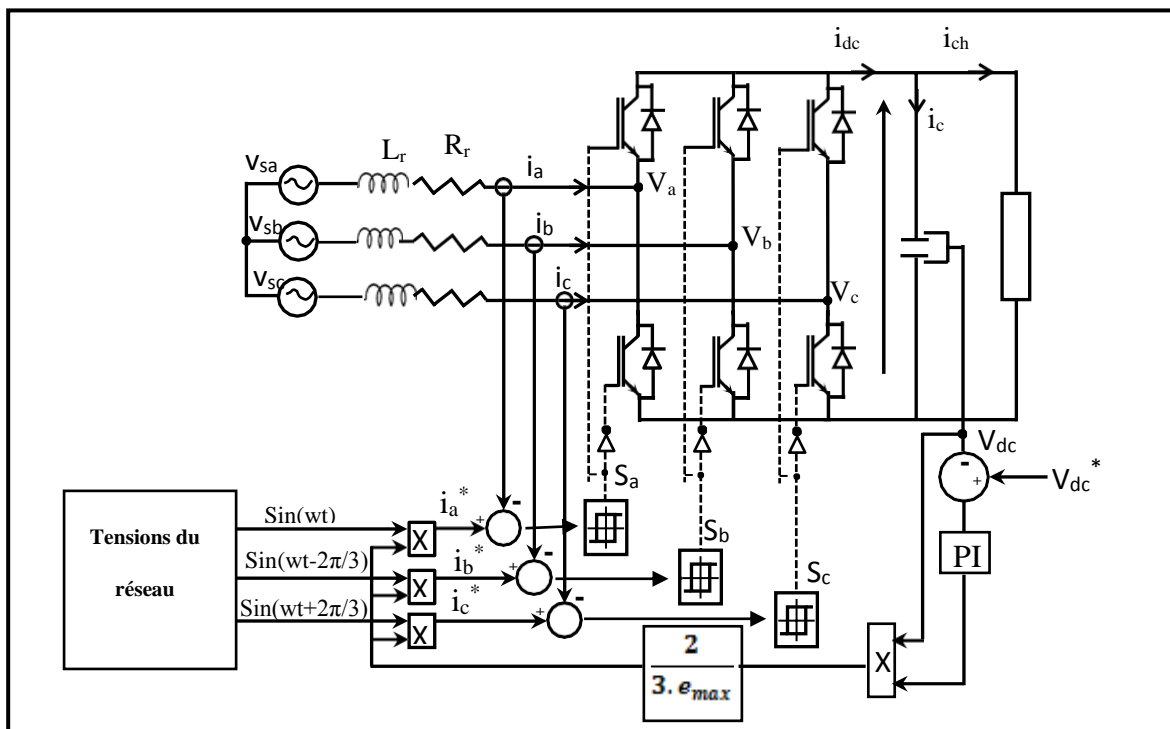 i_dc
i_ch
i_c
L_r
R_r
v_sa
i_a
V_a
v_sb
i_b
V_b
v_sc
i_c
V_c
V_dc
-
+
V_dc*
PI
S_a
S_b
S_c
Tensions du
réseau
Sin(wt)
Sin(wt-2π/3)
Sin(wt+2π/3)
X
X
X
i_a*
i_b*
i_c*
+
-
+
-
+
-
2
3. e_max
X